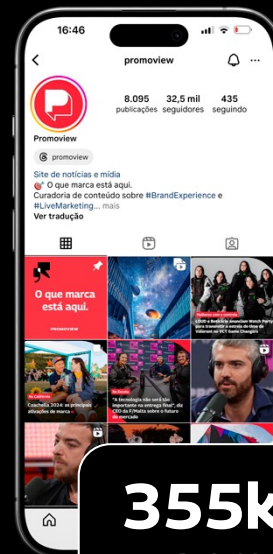 16:46
promoview
8.095
32,5 mil
435
publicações
seguidores
seguindo
Promoview
promoview
Site de notícias e mídia
O que marca está aqui.
Curadoria de conteúdo sobre #BrandExperience e
#LiveMarketing... mais
Ver tradução
O que marca
está aqui.
Coachella 2024: as principais
ativações de marca
"A tecnologia não será tão
importante na entrega final", diz
CEO da F/Malta sobre o futuro
do mercado
355k